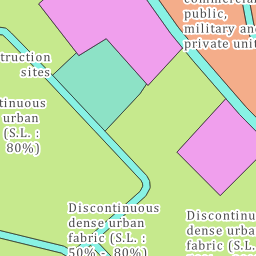 commercial
public,
military and
private unit
truction
sites
tinuous
urban
(S.L. :
80%)
Discontinuous
dense urban
fabric (S.L. :
50% - 80%)
Discontinu
dense urba
fabric (S.L